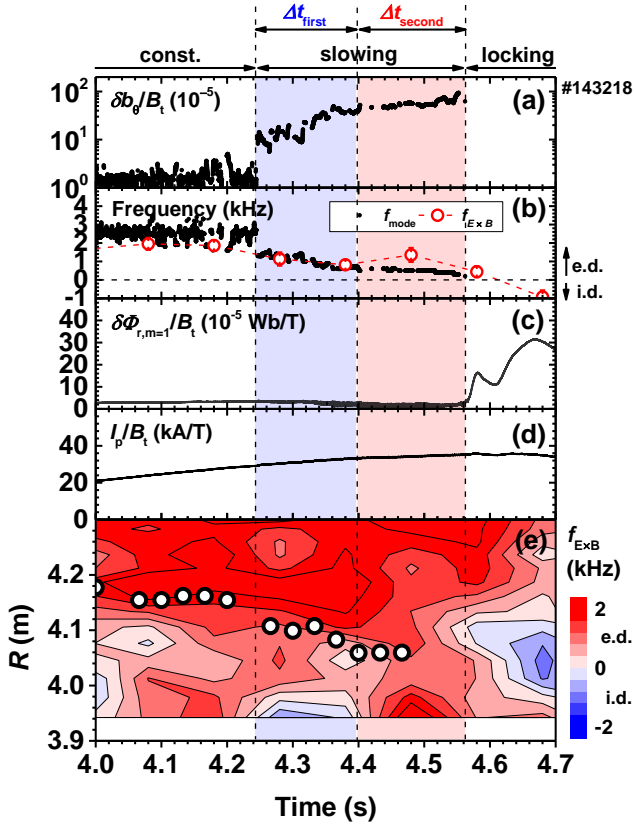 Δt_first Δt_second
const. slowing locking
#143218
δb_θ/B_t (10^−5) (a)
10^2
10^1
10^0
Frequency (kHz) f_mode f_E×B (b)
4
3
2
1
0
-1
e.d.
i.d.
δΦ_r,m=1/B_t (10^-5 Wb/T) (c)
40
30
20
10
0
I_p/B_t (kA/T) (d)
60
40
20
0
(e)
f_E×B
(kHz)
2
e.d.
0
i.d.
-2
R (m)
4.2
4.1
4.0
3.9
4.0 4.1 4.2 4.3 4.4 4.5 4.6 4.7
Time (s)